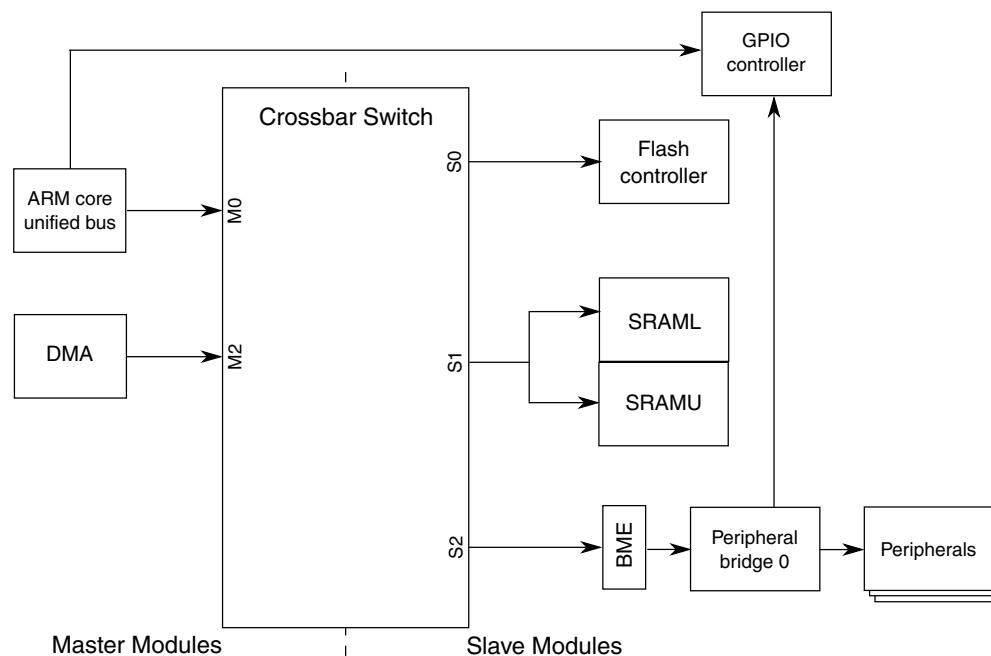 GPIO
controller
Crossbar Switch
S0
Flash
controller
ARM core
unified bus
M0
SRAML
DMA
M2
S1
SRAMU
S2
BME
Peripheral
bridge 0
Peripherals
Master Modules
Slave Modules